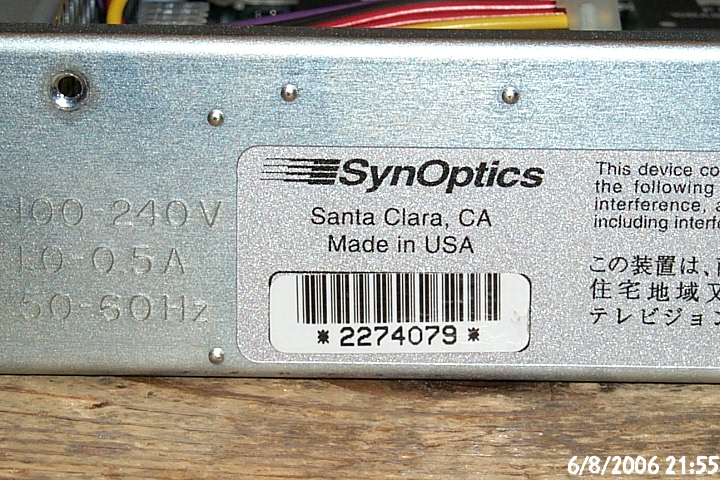 100-240V
1.0-0.5A
50-60Hz
SynOptics
Santa Clara, CA
Made in USA
*2274079*
This device co
the following
interference, a
including interfe
この装置は、
住宅地域又
テレビジョ
6/8/2006 21:55